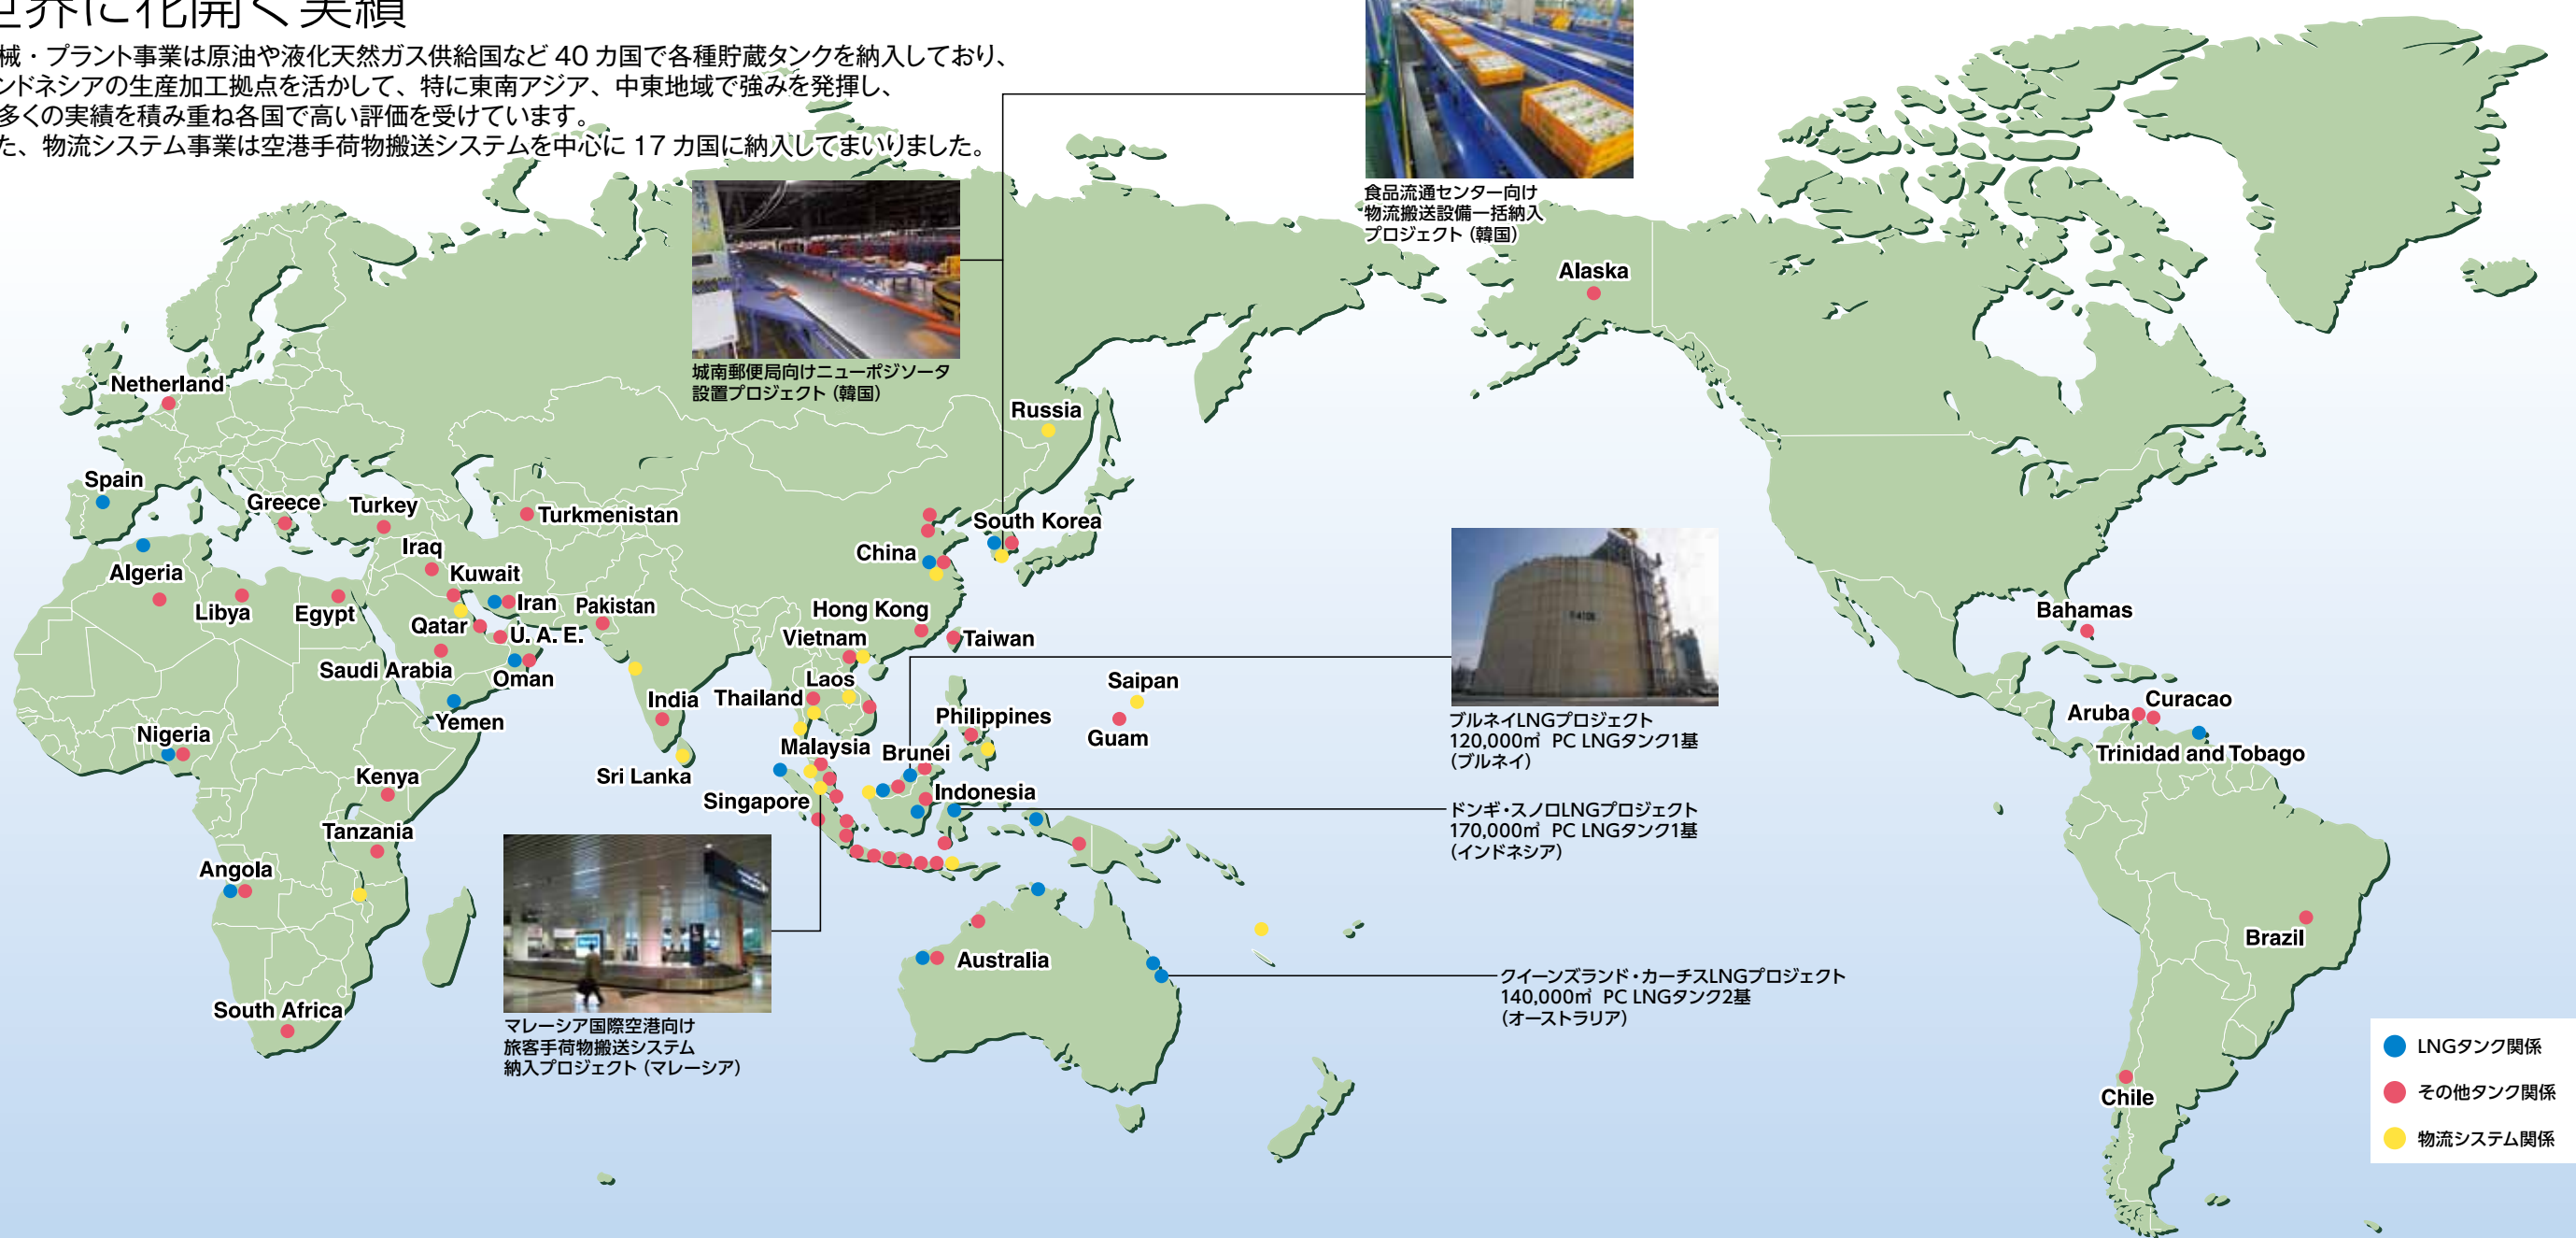 世界に花開く実績
械・プラント事業は原油や液化天然ガス供給国など 40 カ国で各種貯蔵タンクを納入しており、
ンドネシアの生産加工拠点を活かして、特に東南アジア、中東地域で強みを発揮し、
多くの実績を積み重ね各国で高い評価を受けています。
た、物流システム事業は空港手荷物搬送システムを中心に 17 カ国に納入してまいりました。
食品流通センター向け
物流搬送設備一括納入
プロジェクト（韓国）
城南郵便局向けニューポジソータ
設置プロジェクト（韓国）
Alaska
Netherland
Russia
Spain
Greece
Turkey
Turkmenistan
South Korea
China
Iraq
Algeria
Kuwait
Libya
Egypt
Iran
Pakistan
Hong Kong
Bahamas
Qatar
U. A. E.
Vietnam
Taiwan
Saudi Arabia
Oman
Laos
Saipan
India
Thailand
Curacao
Aruba
Philippines
Yemen
Guam
Nigeria
Malaysia
Brunei
Trinidad and Tobago
Sri Lanka
Kenya
Singapore
Indonesia
Tanzania
Angola
Brazil
Australia
South Africa
Chile
ブルネイLNGプロジェクト
120,000㎥ PC LNGタンク1基
（ブルネイ）
ドンギ・スノロLNGプロジェクト
170,000㎥ PC LNGタンク1基
（インドネシア）
クイーンズランド・カーチスLNGプロジェクト
140,000㎥ PC LNGタンク2基
（オーストラリア）
マレーシア国際空港向け
旅客手荷物搬送システム
納入プロジェクト（マレーシア）
LNGタンク関係
その他タンク関係
物流システム関係